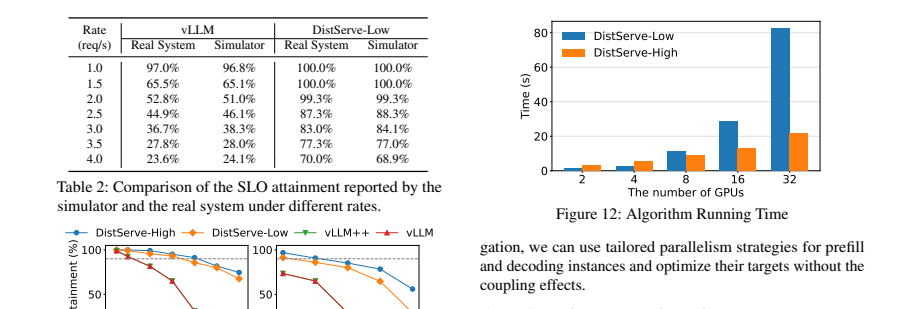 Rate vLLM DistServe-Low
(req/s) Real System Simulator Real System Simulator
1.0 97.0% 96.8% 100.0% 100.0%
1.5 65.5% 65.1% 100.0% 100.0%
2.0 52.8% 51.0% 99.3% 99.3%
2.5 44.9% 46.1% 87.3% 88.3%
3.0 36.7% 38.3% 83.0% 84.1%
3.5 27.8% 28.0% 77.3% 77.0%
4.0 23.6% 24.1% 70.0% 68.9%
Table 2: Comparison of the SLO attainment reported by the
simulator and the real system under different rates.
DistServe-High DistServe-Low vLLM++ vLLM
100
50
100
50
tainment (%)
DistServe-Low
DistServe-High
Time (s)
80
60
40
20
0
2 4 8 16 32
The number of GPUs
Figure 12: Algorithm Running Time
gation, we can use tailored parallelism strategies for prefill
and decoding instances and optimize their targets without the
coupling effects.